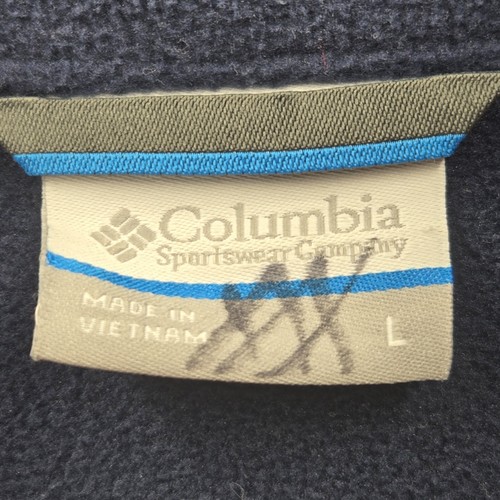 Columbia
Sportswear Company
MADE IN
VIETNAM
L